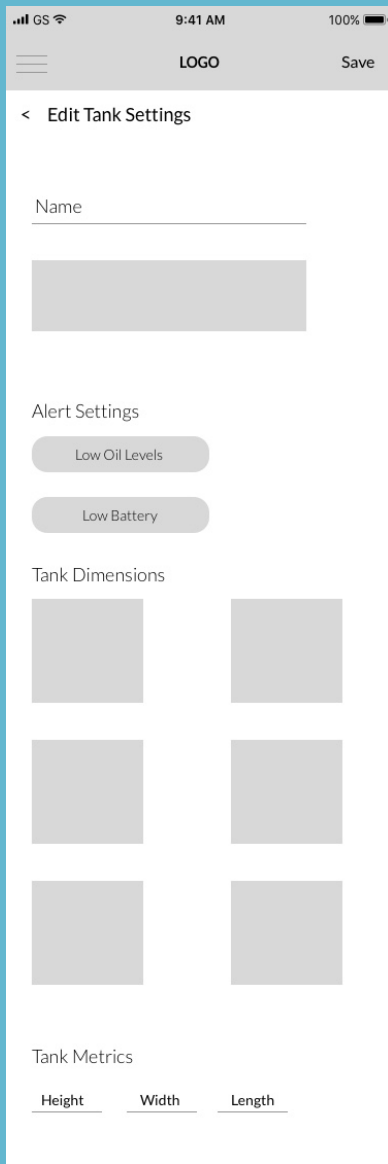 GS 9:41 AM 100%
LOGO Save
< Edit Tank Settings
Name
Alert Settings
Low Oil Levels
Low Battery
Tank Dimensions
Tank Metrics
Height Width Length